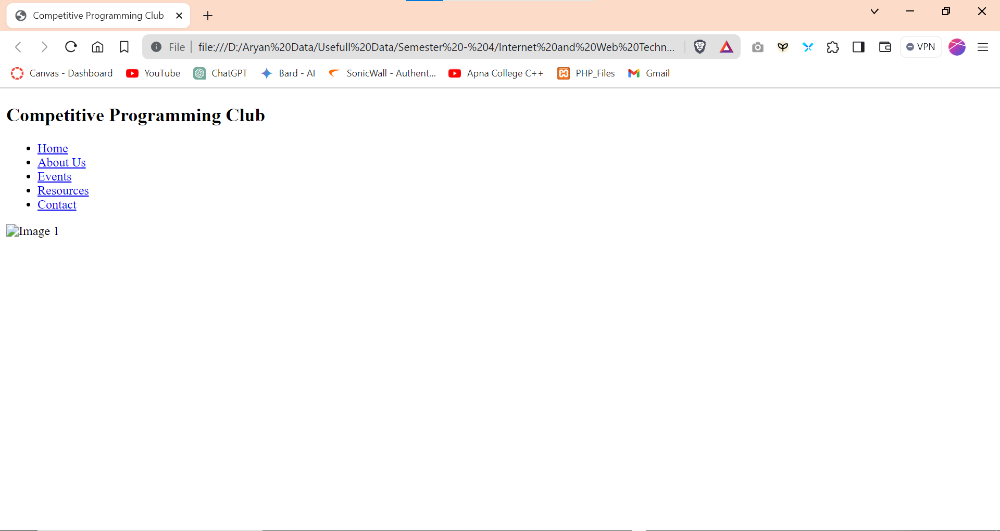 Competitive Programming Club
File file:///D:/Aryan%20Data/Usefull%20Data/Semester%20-%204/Internet%20and%20Web%20Techn... VPN
Canvas - Dashboard YouTube ChatGPT Bard - AI SonicWall - Authent... Apna College C++ PHP_Files Gmail
Competitive Programming Club
Home
About Us
Events
Resources
Contact
Image 1